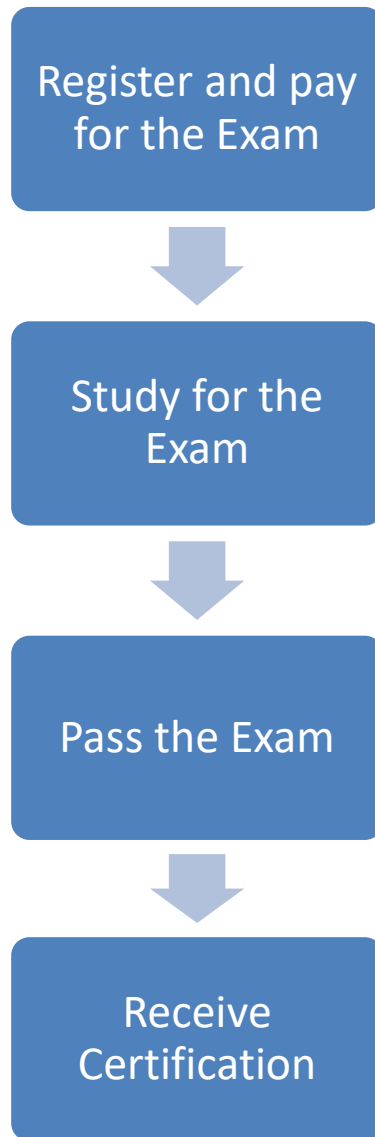 Register and pay
for the Exam
Study for the
Exam
Pass the Exam
Receive
Certification